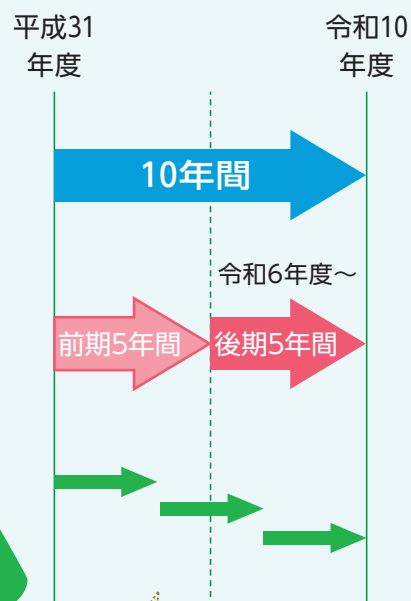 平成31
年度
令和10
年度
10年間
令和6年度～
前期5年間
後期5年間